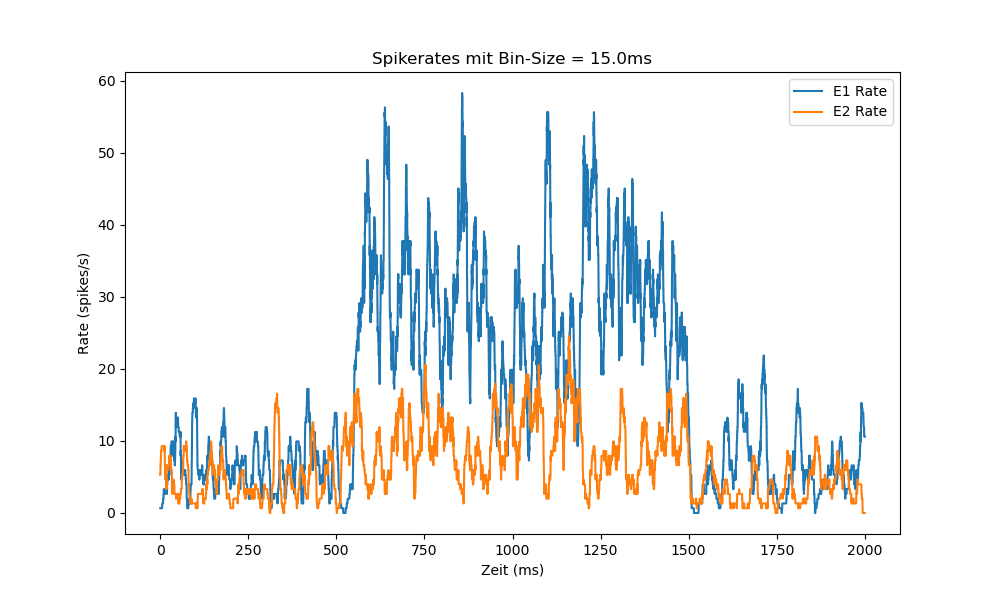 Spikerates mit Bin-Size = 15.0ms
E1 Rate
E2 Rate
60
50
40
30
20
10
0
Rate (spikes/s)
0 250 500 750 1000 1250 1500 1750 2000
Zeit (ms)